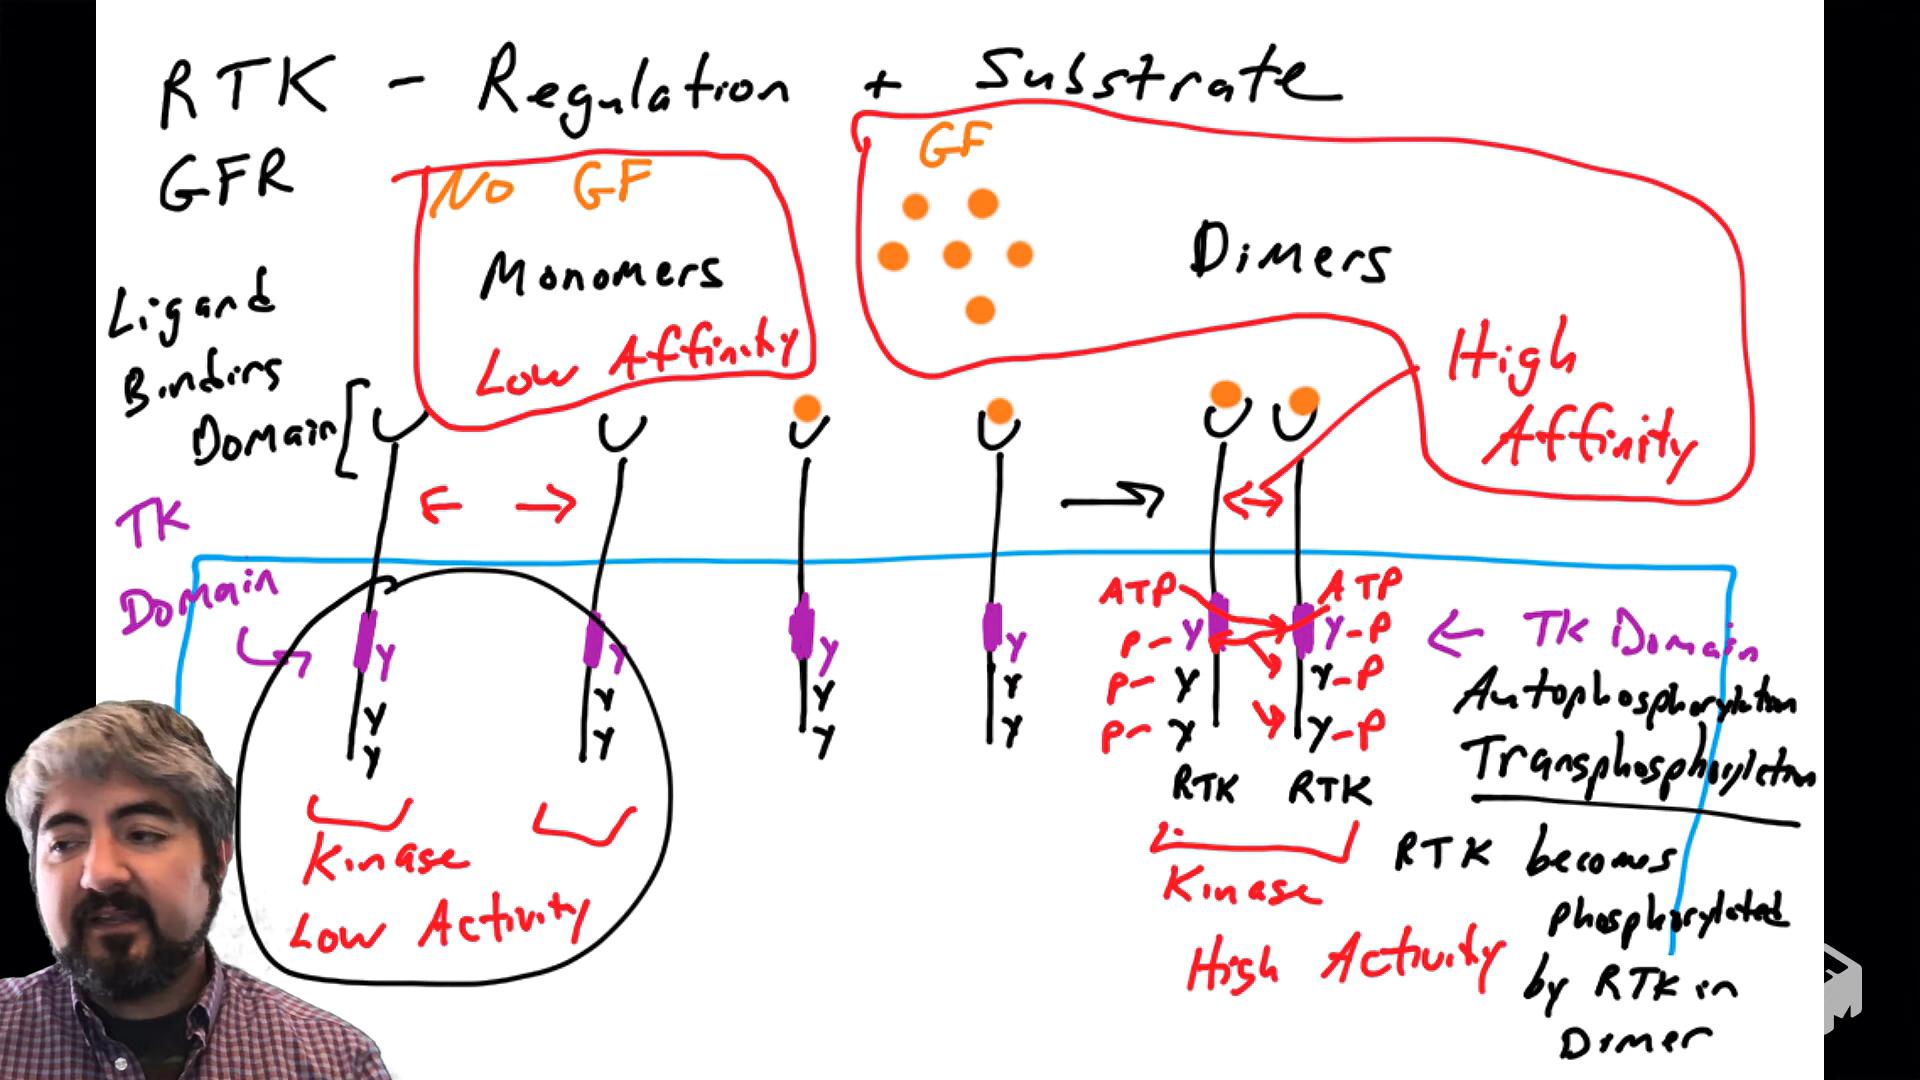 RTK - Regulation + Substrate
GFR
No GF
Monomers
Low Affinity
GF
Dimers
High
Affinity
Ligand
Binding
Domain
TK
Domain
Y
Y
Y
Y
Y
Y
Y
Y
Y
Y
Y
Y
ATP ATP
P- Y Y-P
P- Y Y-P
P- Y Y-P
RTK RTK
← TK Domain
Autophosphorylation
Transphosphorylation
Kinase
Low Activity
Kinase
High Activity
RTK becomes
phosphorylated
by RTK in
Dimer